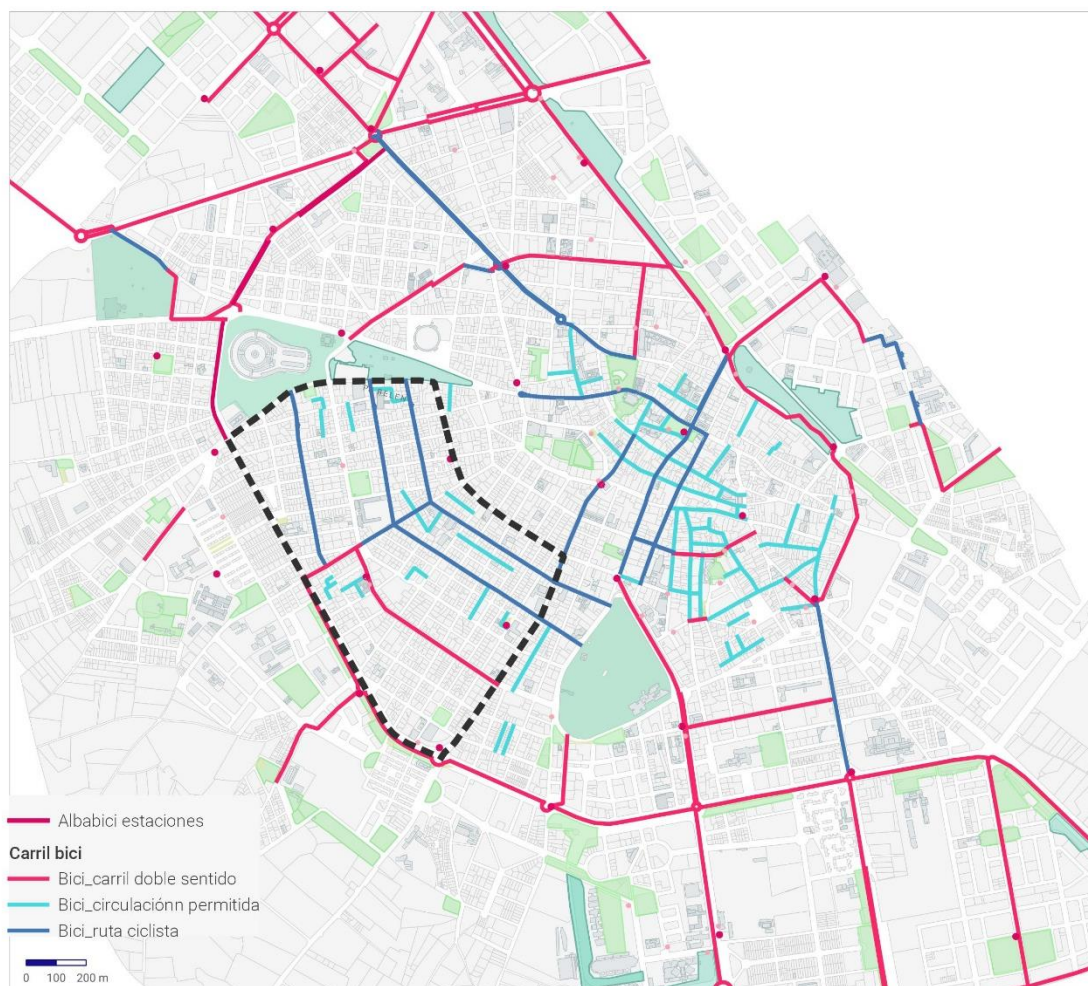 Albabici estaciones
Carril bici
Bici_carril doble sentido
Bici_circulaciónn permitida
Bici_ruta ciclista
0 100 200 m